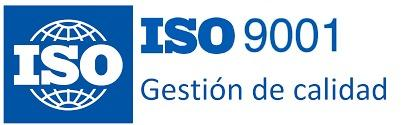 ISO
ISO 9001
Gestión de calidad